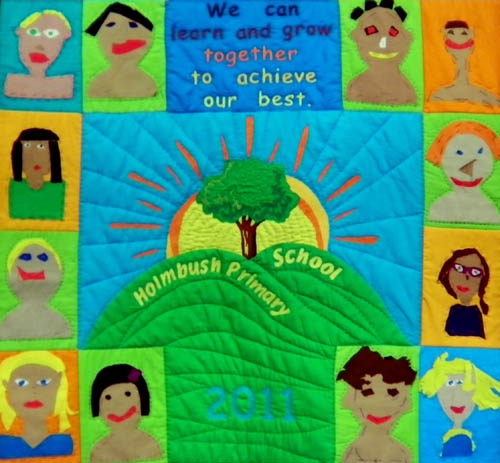 We can
learn and grow
together
to achieve
our best.
Holmbush Primary School
2011